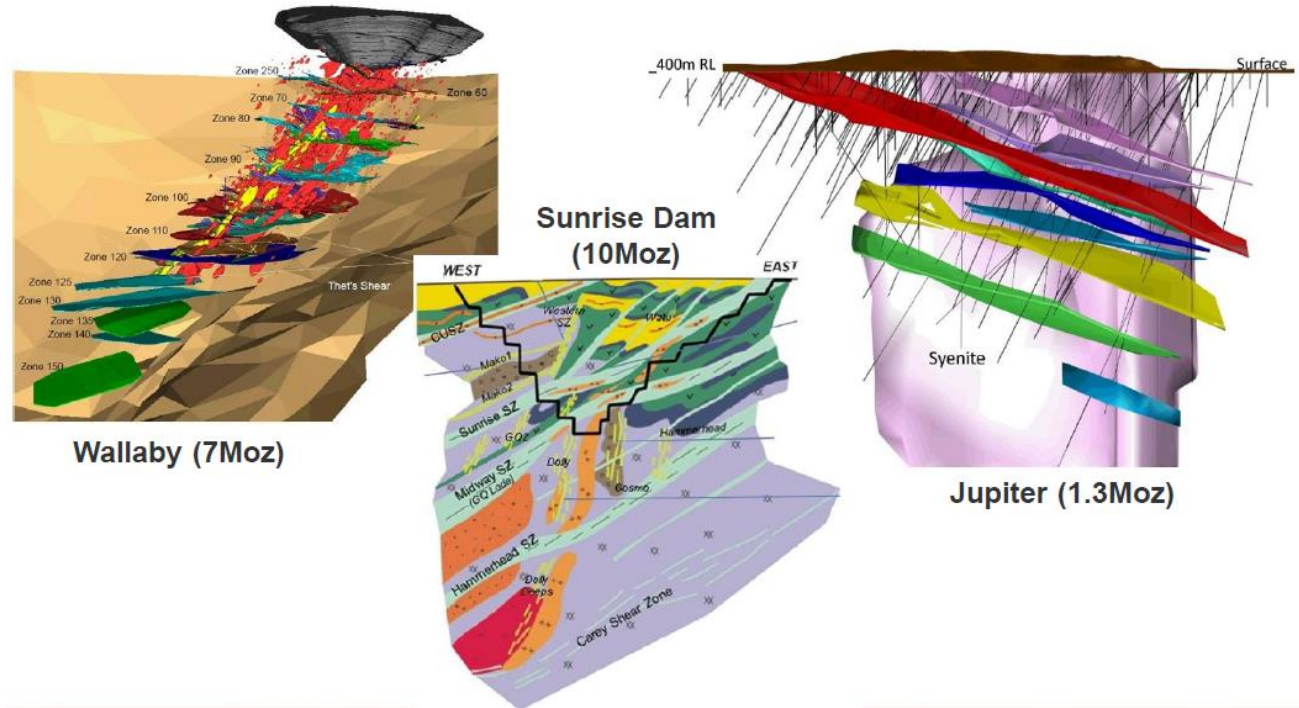 Zone 250
Zone 60
Zone 70
Zone 80
Zone 90
Zone 100
Zone 110
Zone 120
Zone 125
Zone 130
Zone 135
Zone 140
Zone 150
Thet's Shear
Wallaby (7Moz)
Sunrise Dam
(10Moz)
WEST
EAST
CUSZ
Western
SZ
Watu
Mako1
Mako2
Sunrise SZ
GQ2
Hammerhead
Midway SZ
(GQ Lode)
Dolly
Cosmo
Hammerhead SZ
Dolly
Deeps
Carey Shear Zone
_400m RL
Surface
Syenite
Jupiter (1.3Moz)